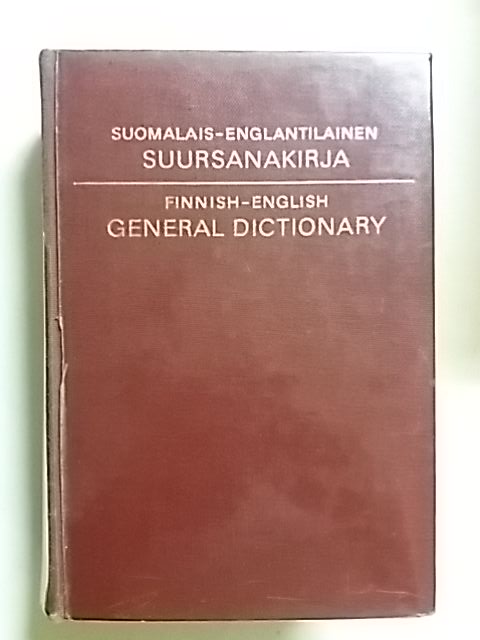 SUOMALAIS-ENGLANTILAINEN
SUURSANAKIRJA
FINNISH-ENGLISH
GENERAL DICTIONARY